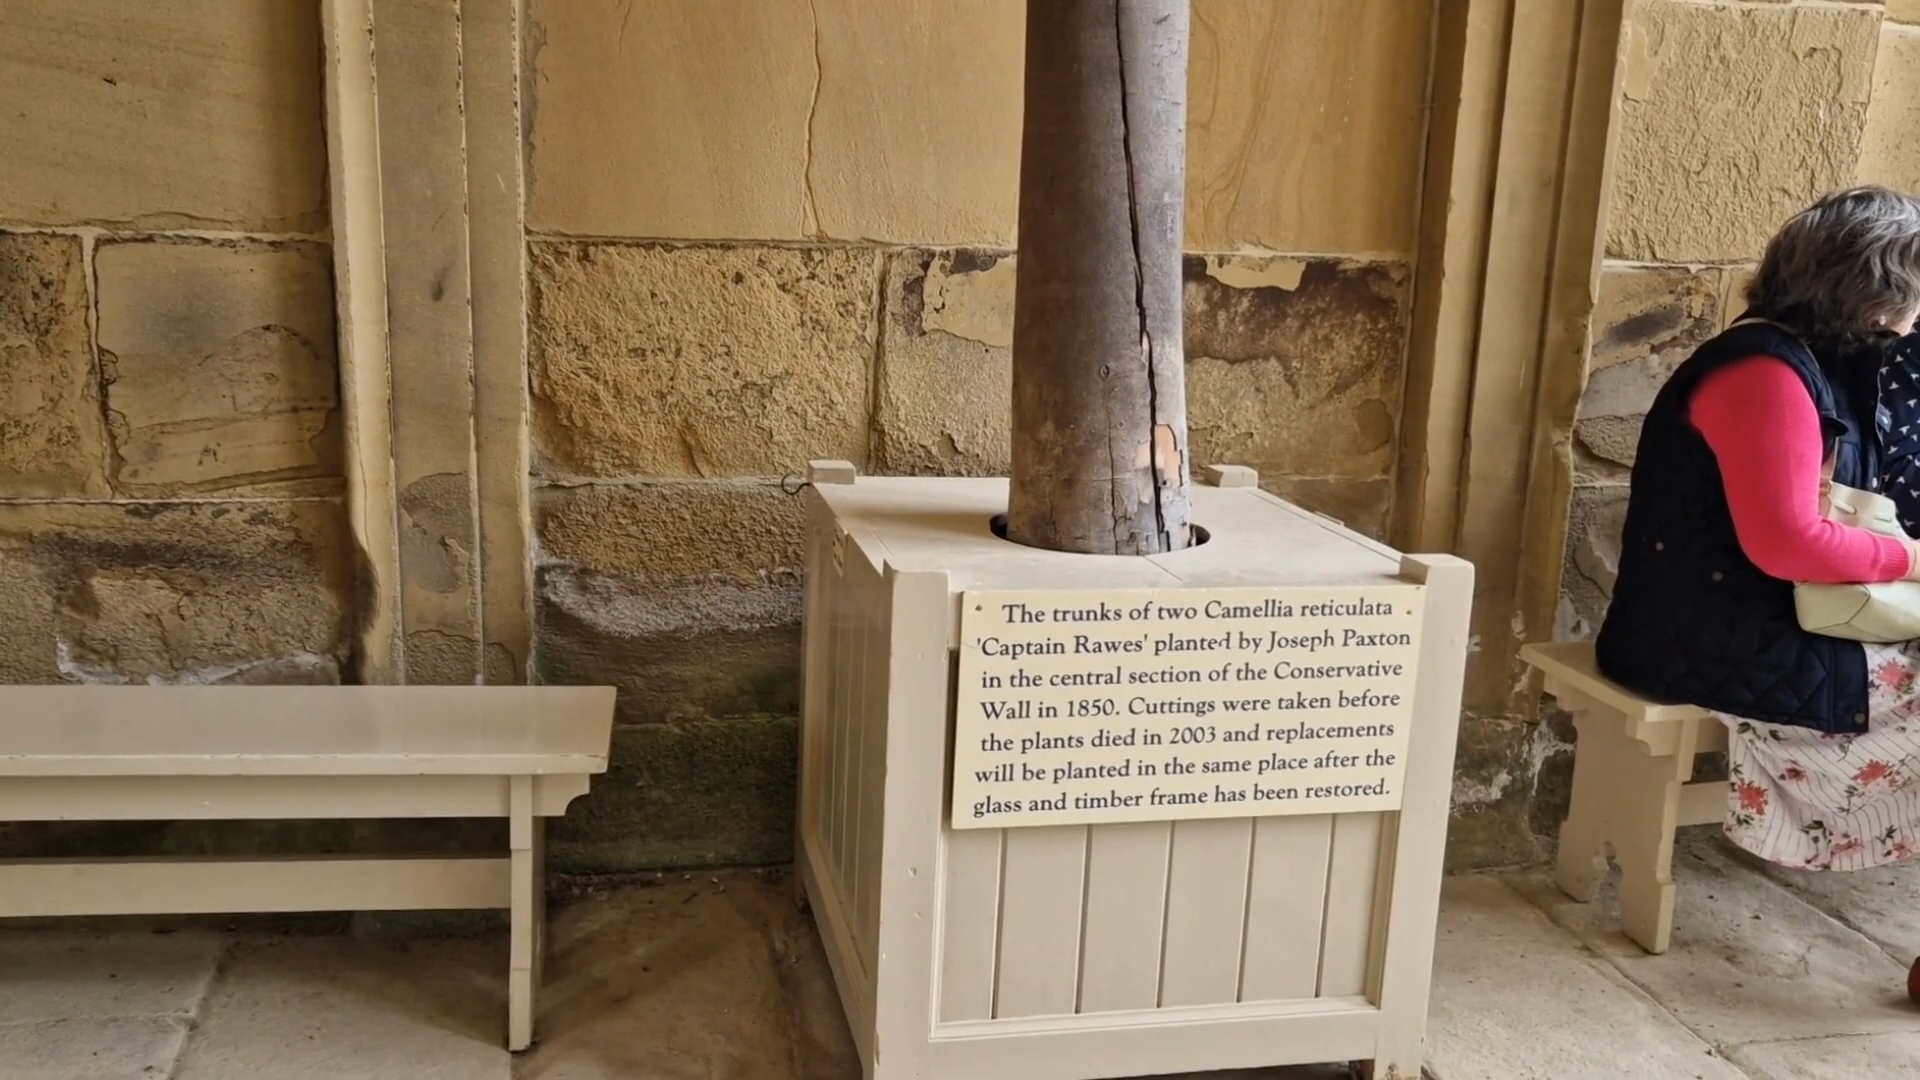 The trunks of two Camellia reticulata
'Captain Rawes' planted by Joseph Paxton
in the central section of the Conservative
Wall in 1850. Cuttings were taken before
the plants died in 2003 and replacements
will be planted in the same place after the
glass and timber frame has been restored.